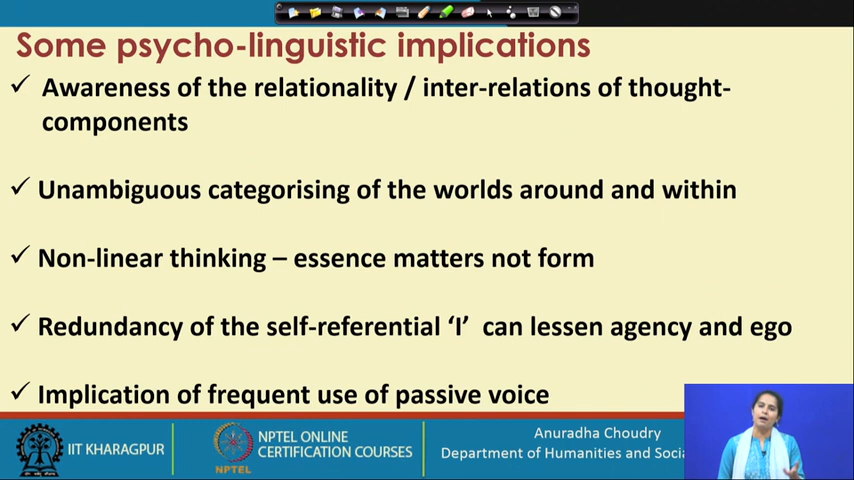 Some psycho-linguistic implications
✓ Awareness of the relationality / inter-relations of thought-
components
✓ Unambiguous categorising of the worlds around and within
✓ Non-linear thinking – essence matters not form
✓ Redundancy of the self-referential ‘I’ can lessen agency and ego
✓ Implication of frequent use of passive voice
IIT KHARAGPUR
NPTEL
NPTEL ONLINE
CERTIFICATION COURSES
Anuradha Choudry
Department of Humanities and Soci